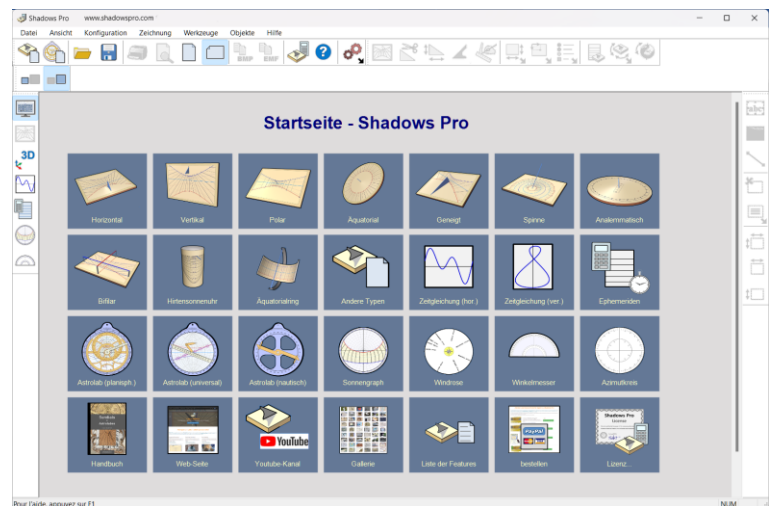 Shadows Pro www.shadowspro.com
Datei Ansicht Konfiguration Zeichnung Werkzeuge Objekte Hilfe
BMP EMF
3D
Startseite - Shadows Pro
Horizontal Vertikal Polar Äquatorial Geneigt Spinne Analemmatisch
Bifilar Hirtensonnenuhr Äquatorialring Andere Typen Zeitgleichung (hor.) Zeitgleichung (ver.) Ephemeriden
Astrolab (planisph.) Astrolab (universal) Astrolab (nautisch) Sonnengraph Windrose Winkelmesser Azimutkreis
YouTube
PayPal
Shadows Pro
Handbuch Web-Seite Youtube-Kanal Gallerie Liste der Features bestellen Lizenz...
Pour l'aide, appuyez sur F1 NUM